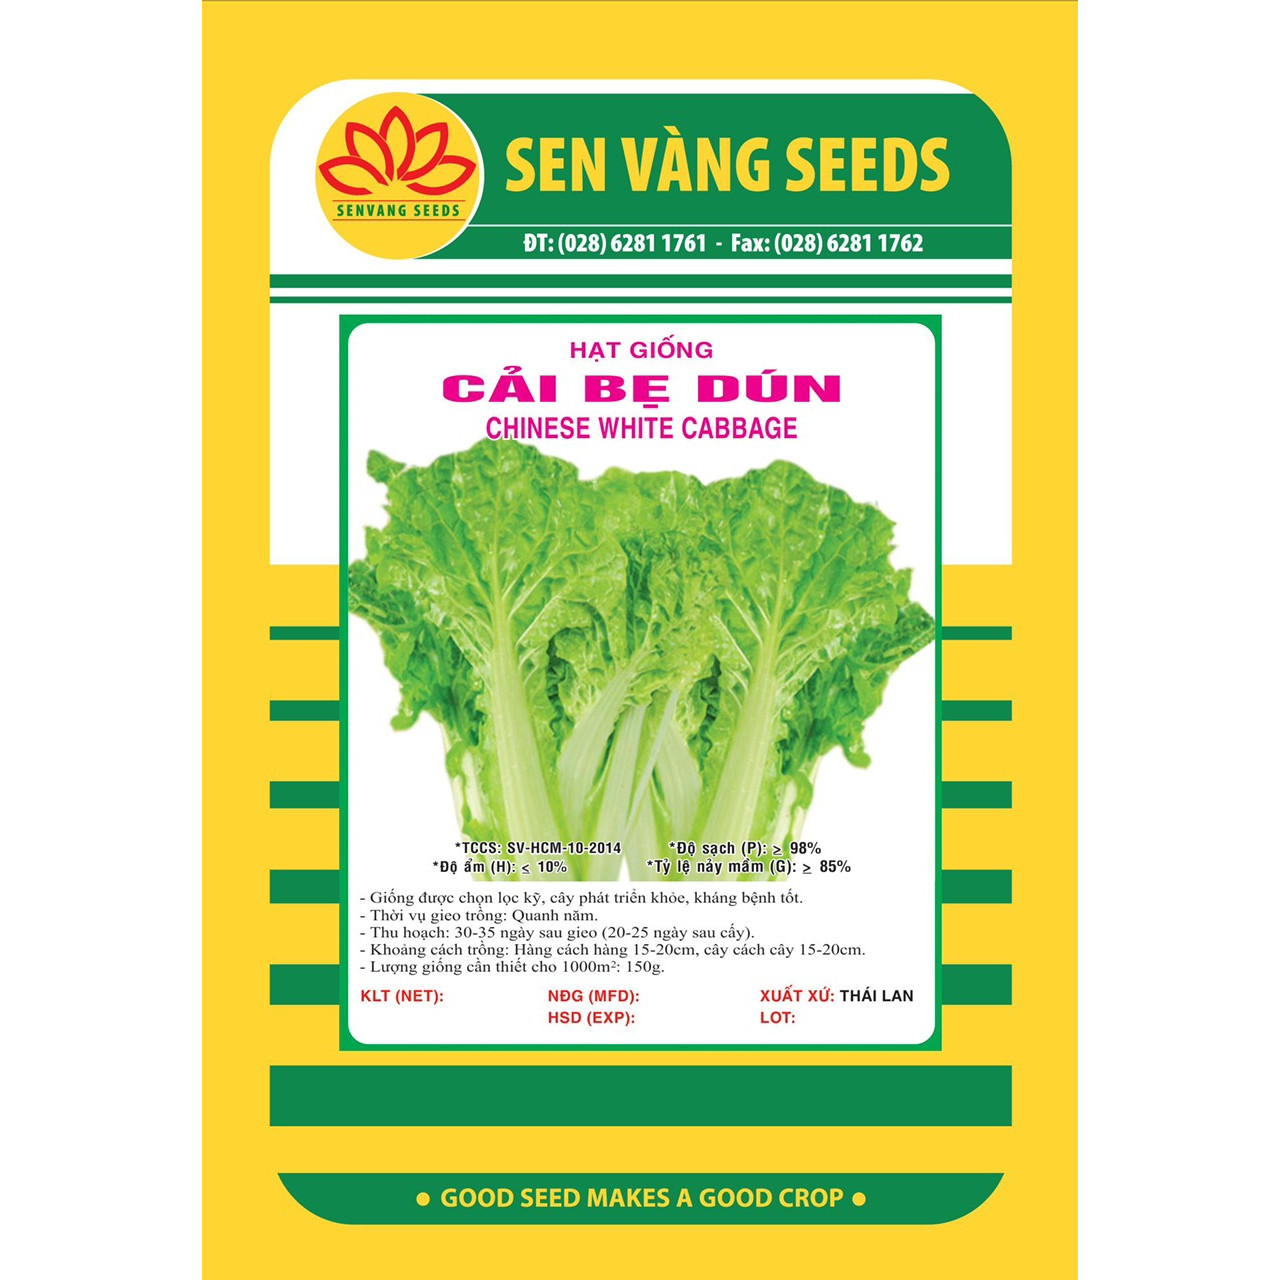 SENVANG SEEDS
SEN VÀNG SEEDS
ĐT: (028) 6281 1761 - Fax: (028) 6281 1762
HẠT GIỐNG
CẢI BẸ DÚN
CHINESE WHITE CABBAGE
*TCCS: SV-HCM-10-2014 *Độ sạch (P): ≥ 98%
*Độ ẩm (H): ≤ 10% *Tỷ lệ nảy mầm (G): ≥ 85%
- Giống được chọn lọc kỹ, cây phát triển khỏe, kháng bệnh tốt.
- Thời vụ gieo trồng: Quanh năm.
- Thu hoạch: 30-35 ngày sau gieo (20-25 ngày sau cấy).
- Khoảng cách trồng: Hàng cách hàng 15-20cm, cây cách cây 15-20cm.
- Lượng giống cần thiết cho 1000m²: 150g.
KLT (NET): NĐG (MFD): XUẤT XỨ: THÁI LAN
HSD (EXP): LOT:
• GOOD SEED MAKES A GOOD CROP •